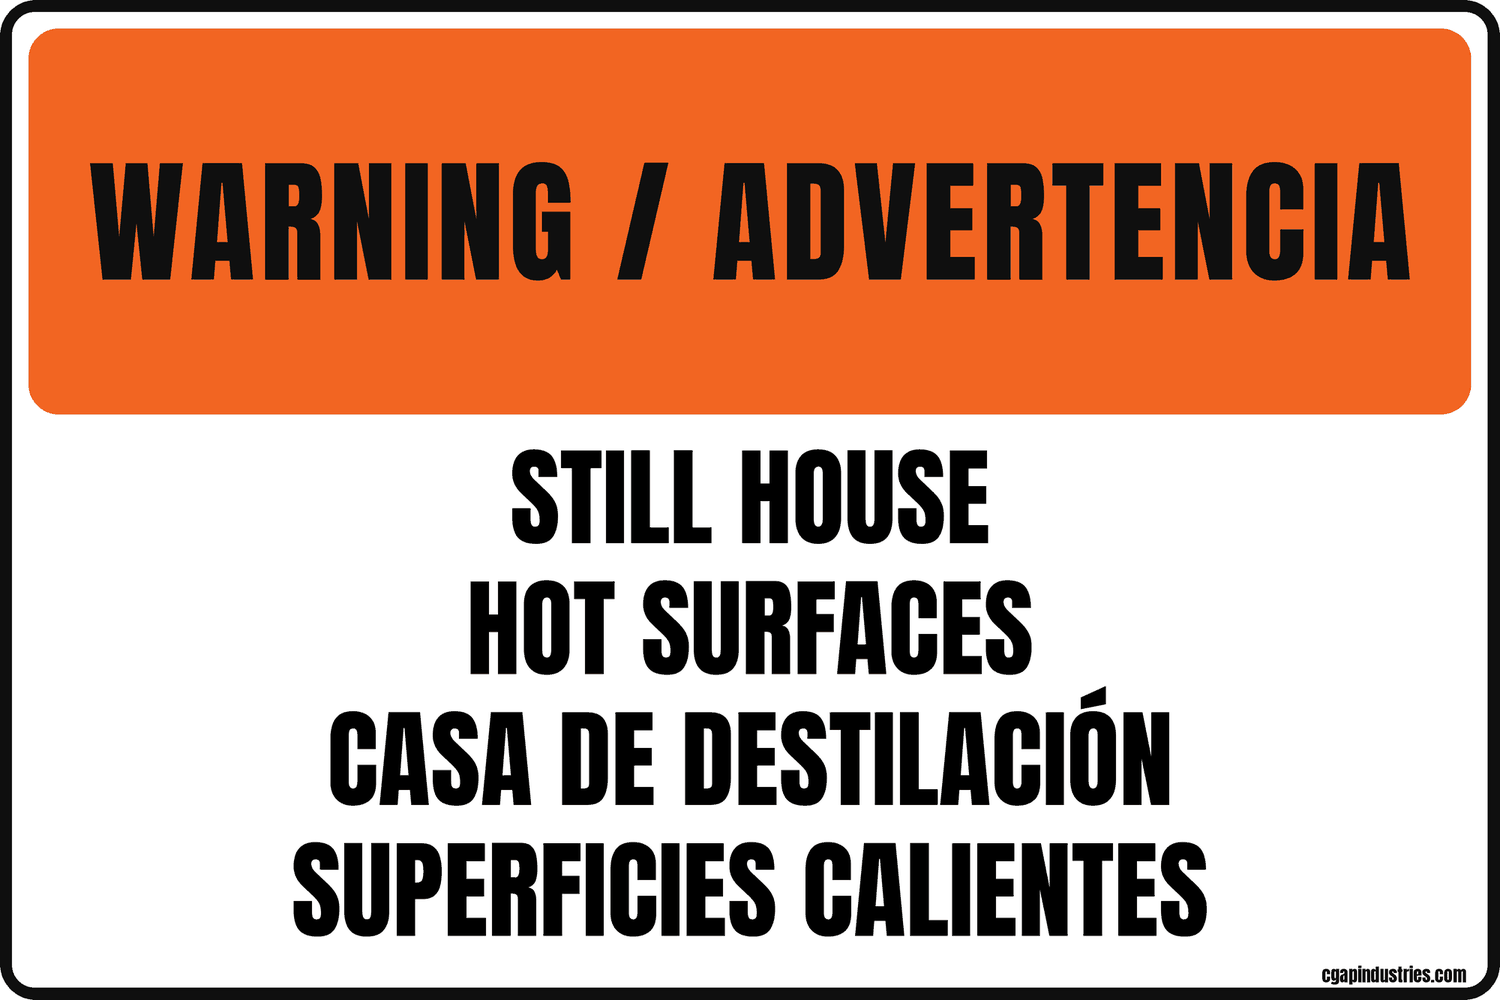 WARNING / ADVERTENCIA
STILL HOUSE
HOT SURFACES
CASA DE DESTILACIÓN
SUPERFICIES CALIENTES
cgapindustries.com